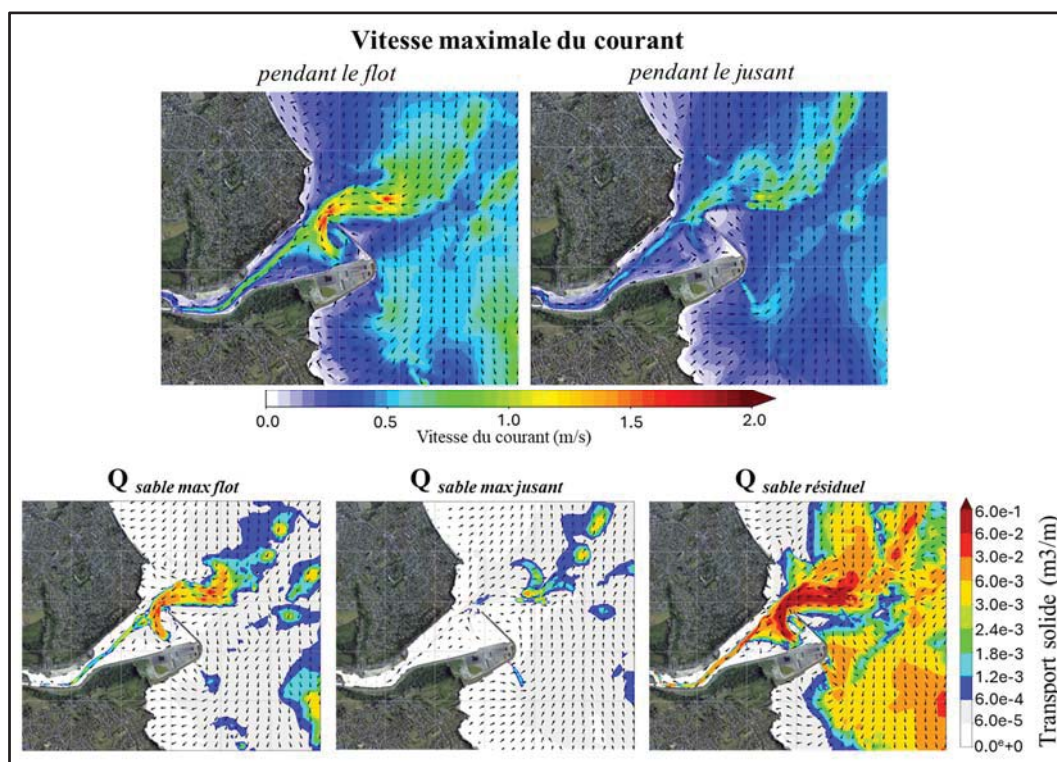 Vitesse maximale du courant
pendant le flot
pendant le jusant
0.0 0.5 1.0 1.5 2.0
Vitesse du courant (m/s)
Q sable max flot
Q sable max jusant
Q sable résiduel
6.0e-1
6.0e-2
3.0e-2
6.0e-3
3.0e-3
2.4e-3
1.8e-3
1.2e-3
6.0e-4
6.0e-5
0.0e+0
Transport solide (m3/m)